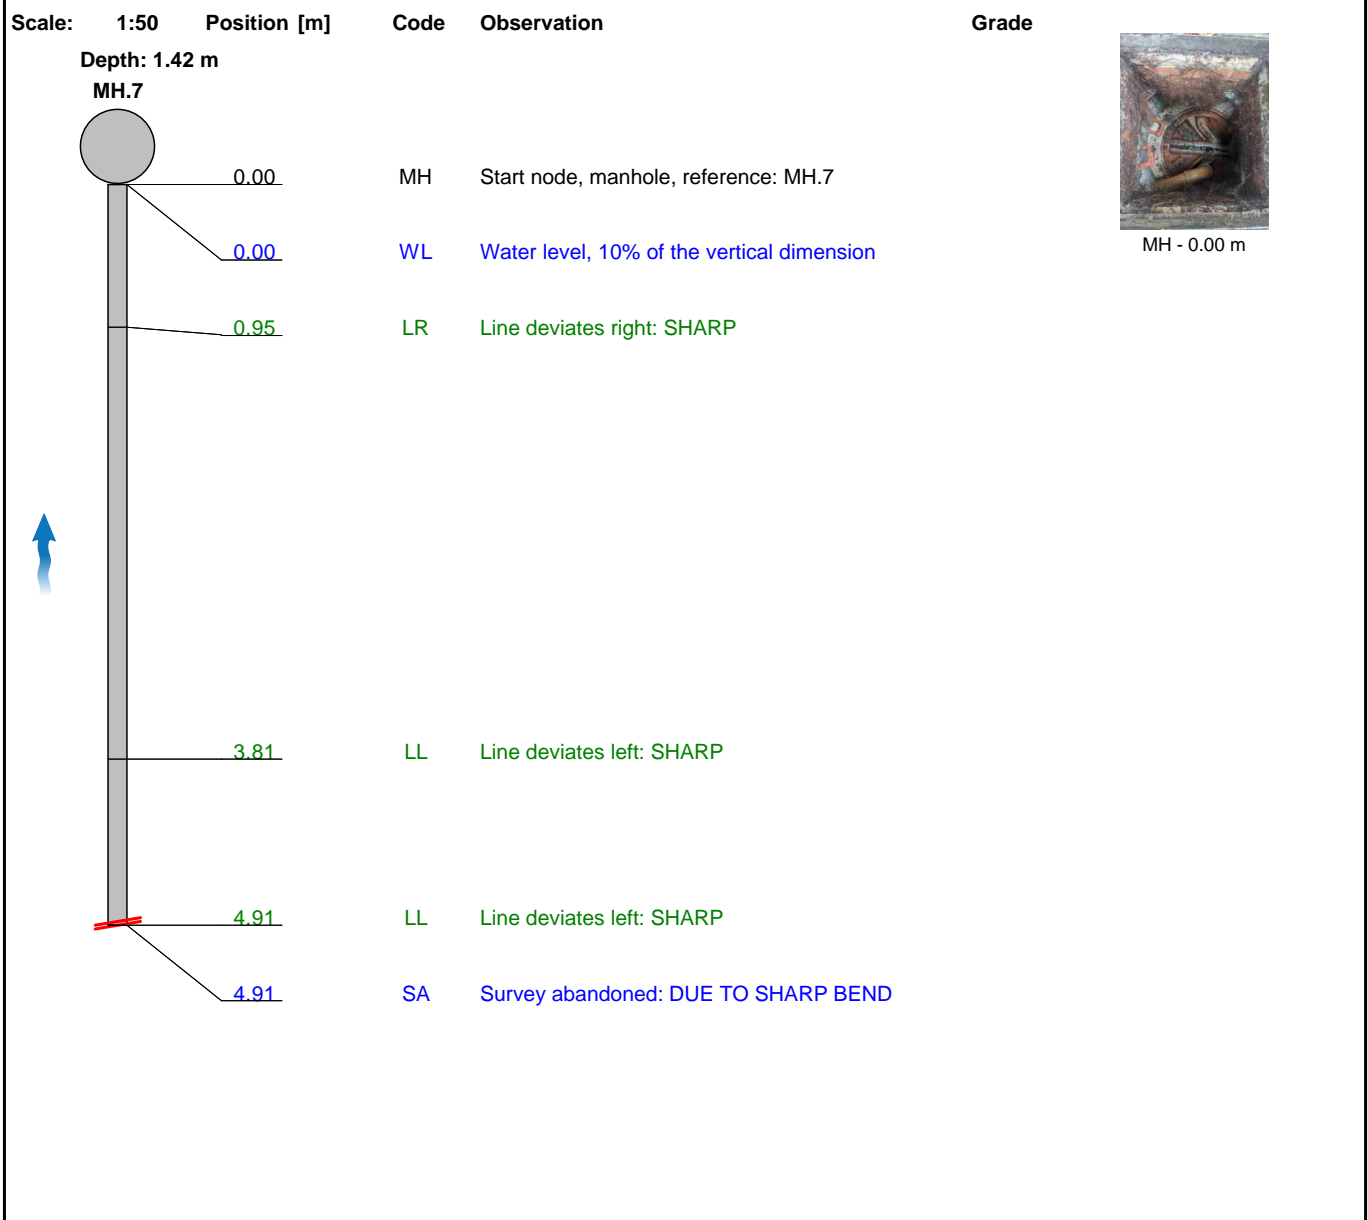 Scale: 1:50 Position [m] Code Observation Grade
Depth: 1.42 m
MH.7
0.00 MH Start node, manhole, reference: MH.7
0.00 WL Water level, 10% of the vertical dimension
MH - 0.00 m
0.95 LR Line deviates right: SHARP
3.81 LL Line deviates left: SHARP
4.91 LL Line deviates left: SHARP
4.91 SA Survey abandoned: DUE TO SHARP BEND